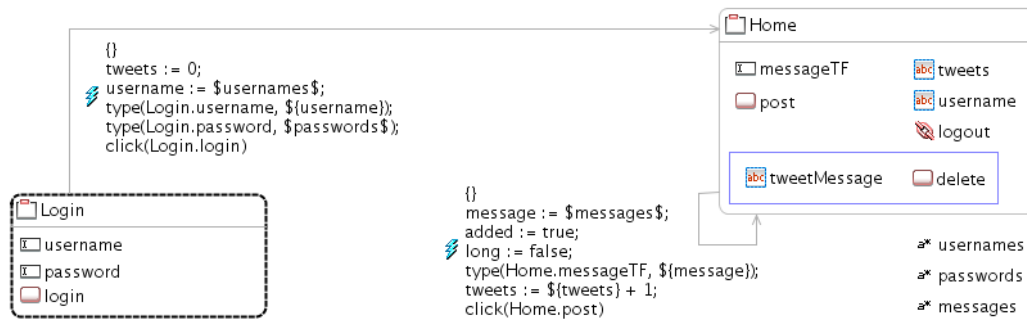 Home
messageTF
tweets
post
username
logout
tweetMessage
delete
{}
tweets := 0;
username := $usernames$;
type(Login.username, ${username});
type(Login.password, $passwords$);
click(Login.login)
Login
username
password
login
{}
message := $messages$;
added := true;
long := false;
type(Home.messageTF, ${message});
tweets := ${tweets} + 1;
click(Home.post)
a* usernames
a* passwords
a* messages